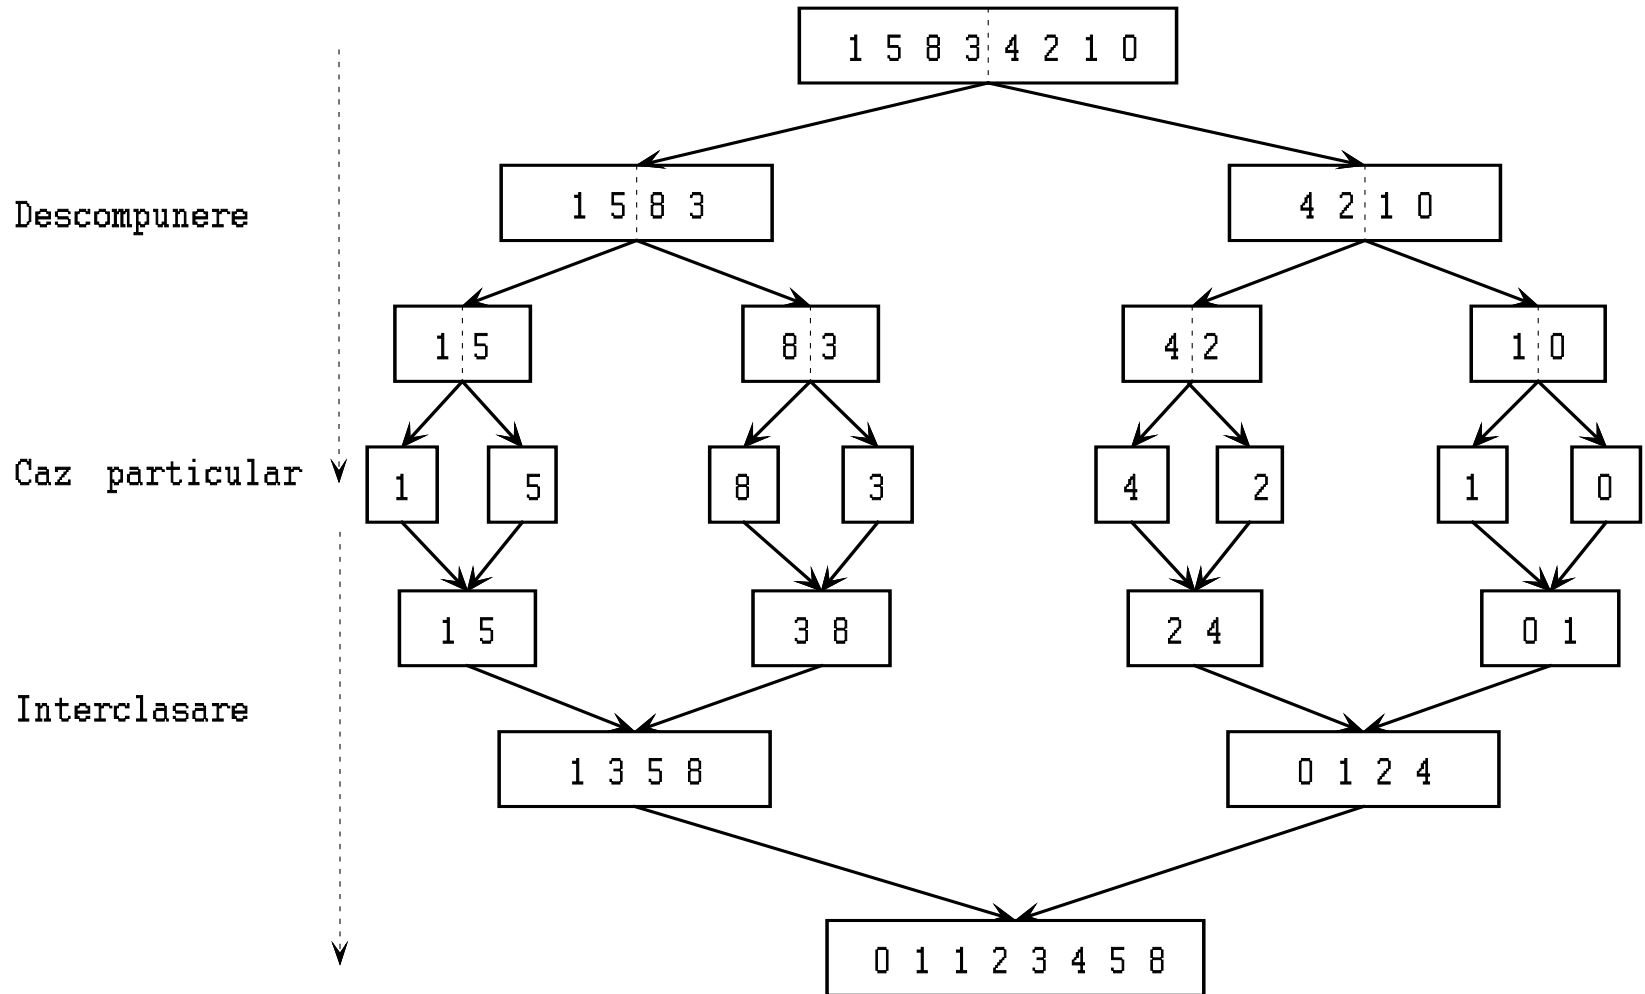 1 5 8 3 4 2 1 0
1 5 8 3 4 2 1 0
Descompunere
1 5 8 3 4 2 1 0
Caz particular
1 5 8 3 4 2 1 0
1 5 3 8 2 4 0 1
Interclasare
1 3 5 8 0 1 2 4
0 1 1 2 3 4 5 8